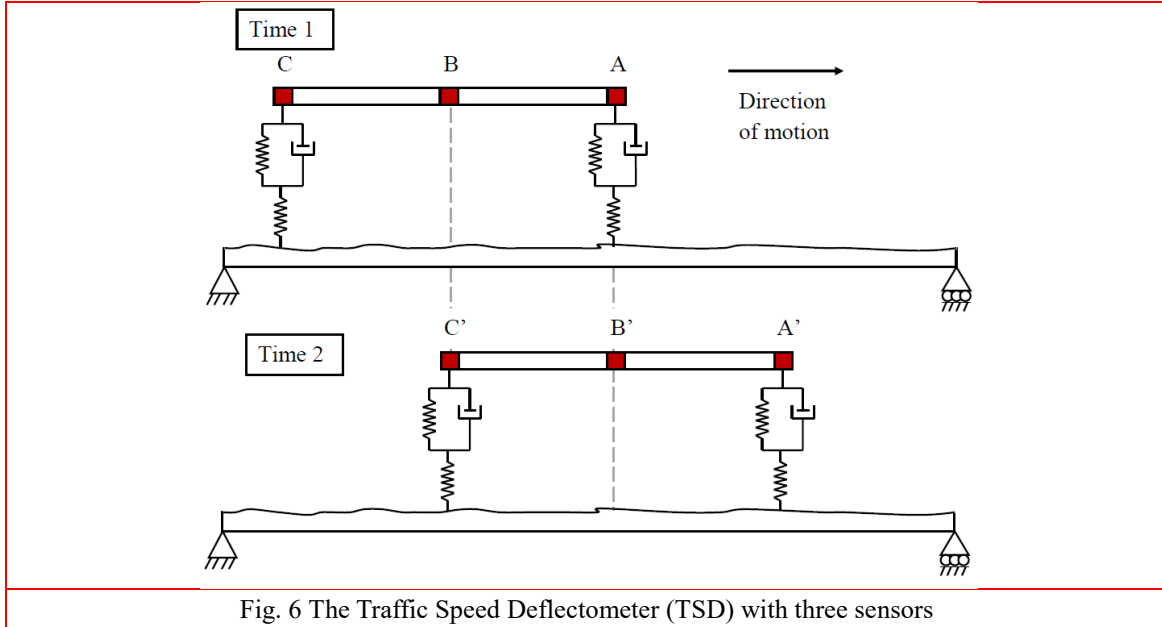 Time 1
C B A
Direction
of motion
C’ B’ A’
Time 2
Fig. 6 The Traffic Speed Deflectometer (TSD) with three sensors